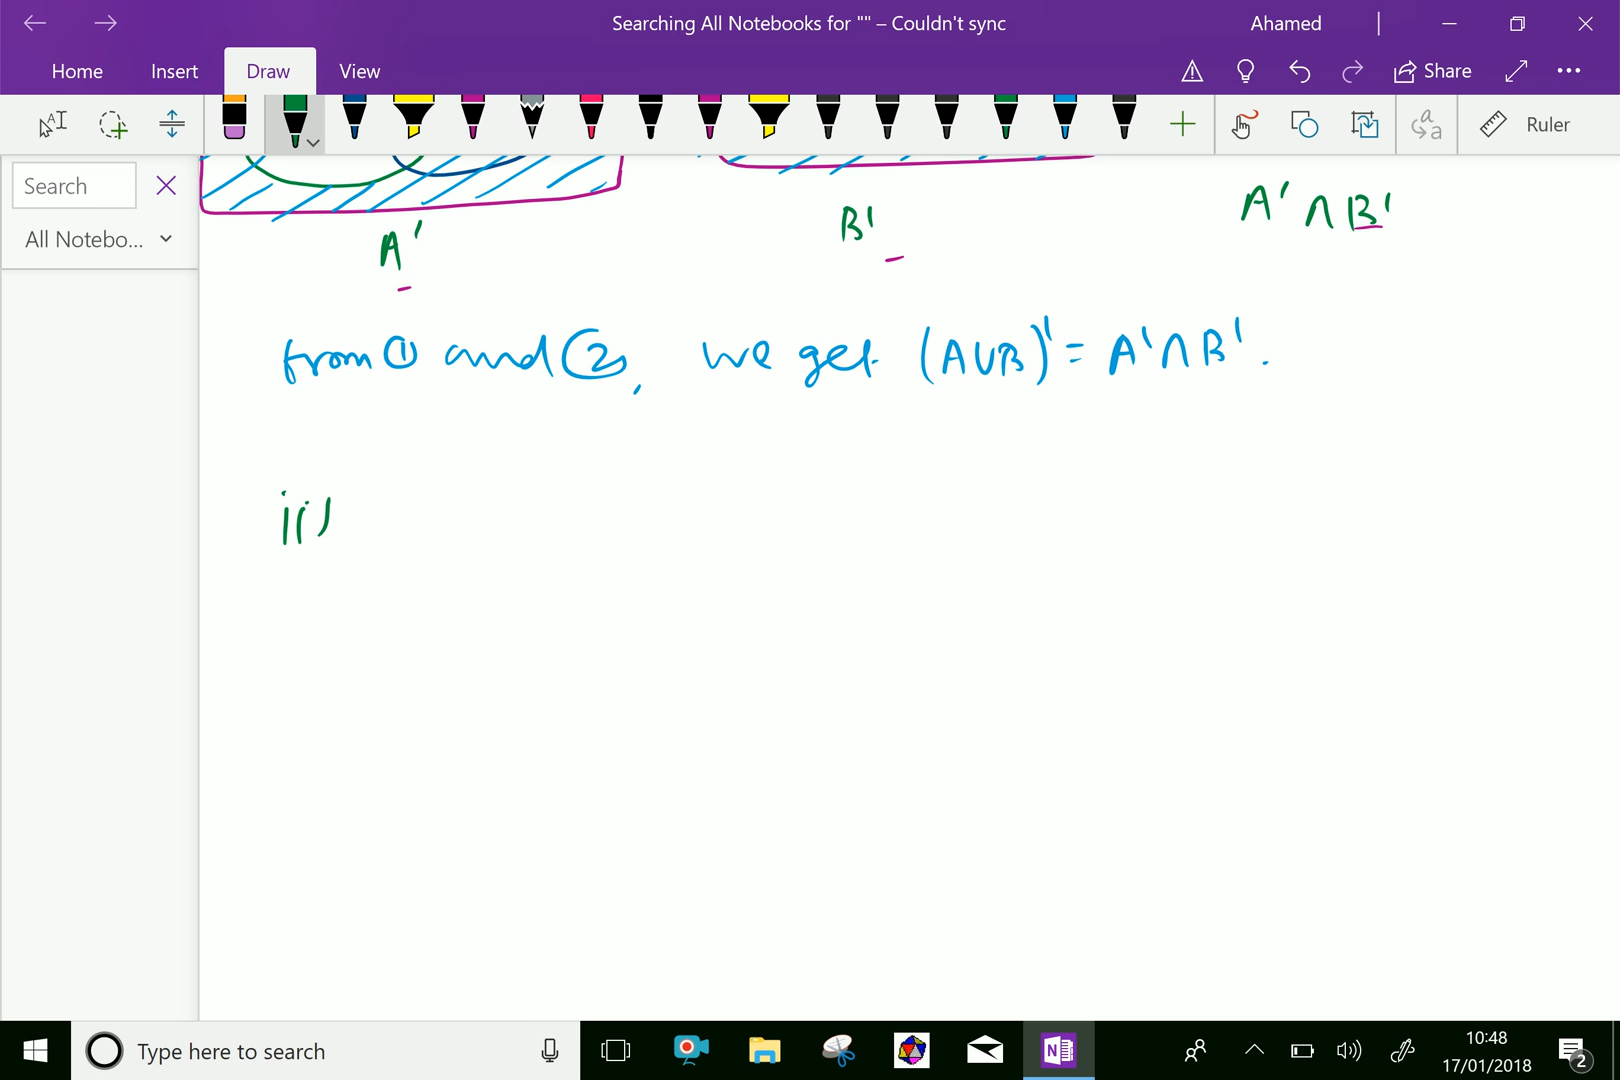 Searching All Notebooks for "" – Couldn't sync
Ahamed
Home Insert Draw View
Share
Ruler
Search
All Notebo...
A' B' A' ∩ B'
from ① and ②, we get (A∪B)' = A' ∩ B'.
ii)
Type here to search
N
10:48
17/01/2018
2